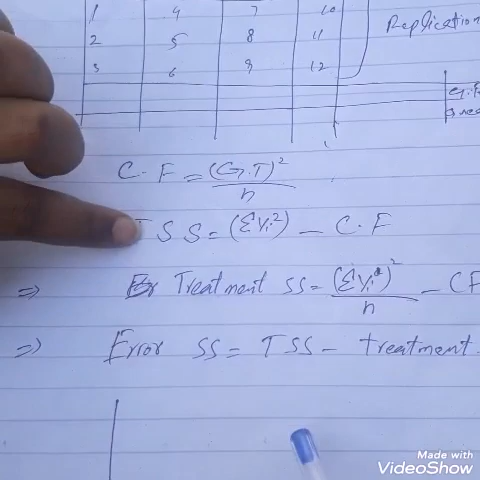 1 4 7 10
2 5 8 11
3 6 9 12
Replication
C.F = (G.T)²/n
TSS = (Σyi²) - C.F
=> Treatment SS = (Σyi)²/n - CF
=> Error SS = TSS - treatment
Made with
VideoShow